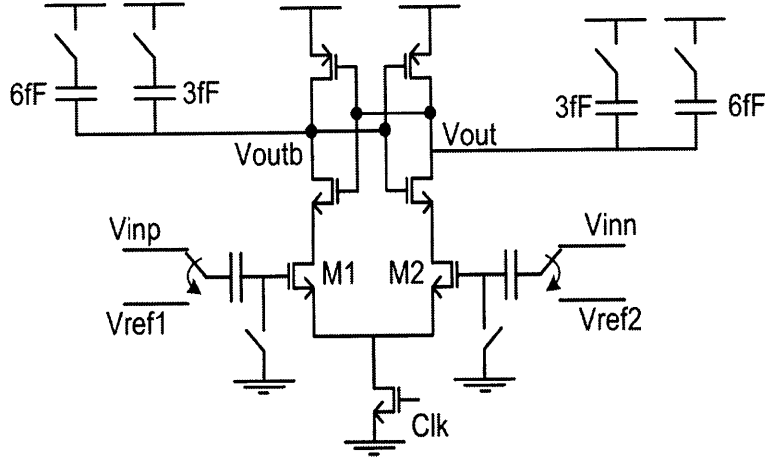 6fF
3fF
3fF
6fF
Voutb
Vout
Vinp
Vinn
M1
M2
Vref1
Vref2
Clk